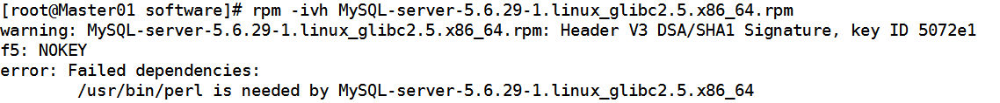 [root@Master01 software]# rpm -ivh MySQL-server-5.6.29-1.linux_glibc2.5.x86_64.rpm
warning: MySQL-server-5.6.29-1.linux_glibc2.5.x86_64.rpm: Header V3 DSA/SHA1 Signature, key ID 5072e1
f5: NOKEY
error: Failed dependencies:
        /usr/bin/perl is needed by MySQL-server-5.6.29-1.linux_glibc2.5.x86_64